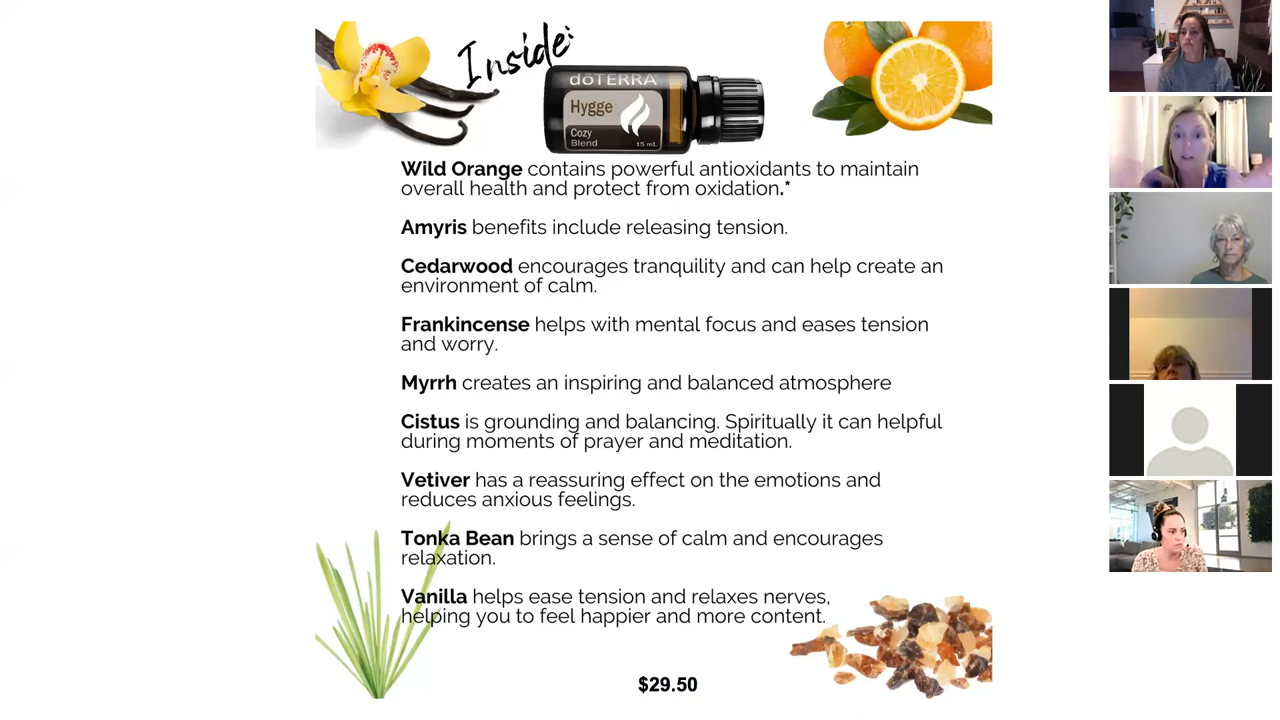 Inside:
dōTERRA
Hygge
Cozy
Blend
15 mL
Wild Orange contains powerful antioxidants to maintain
overall health and protect from oxidation.*
Amyris benefits include releasing tension.
Cedarwood encourages tranquility and can help create an
environment of calm.
Frankincense helps with mental focus and eases tension
and worry.
Myrrh creates an inspiring and balanced atmosphere
Cistus is grounding and balancing. Spiritually it can helpful
during moments of prayer and meditation.
Vetiver has a reassuring effect on the emotions and
reduces anxious feelings.
Tonka Bean brings a sense of calm and encourages
relaxation.
Vanilla helps ease tension and relaxes nerves,
helping you to feel happier and more content.
$29.50